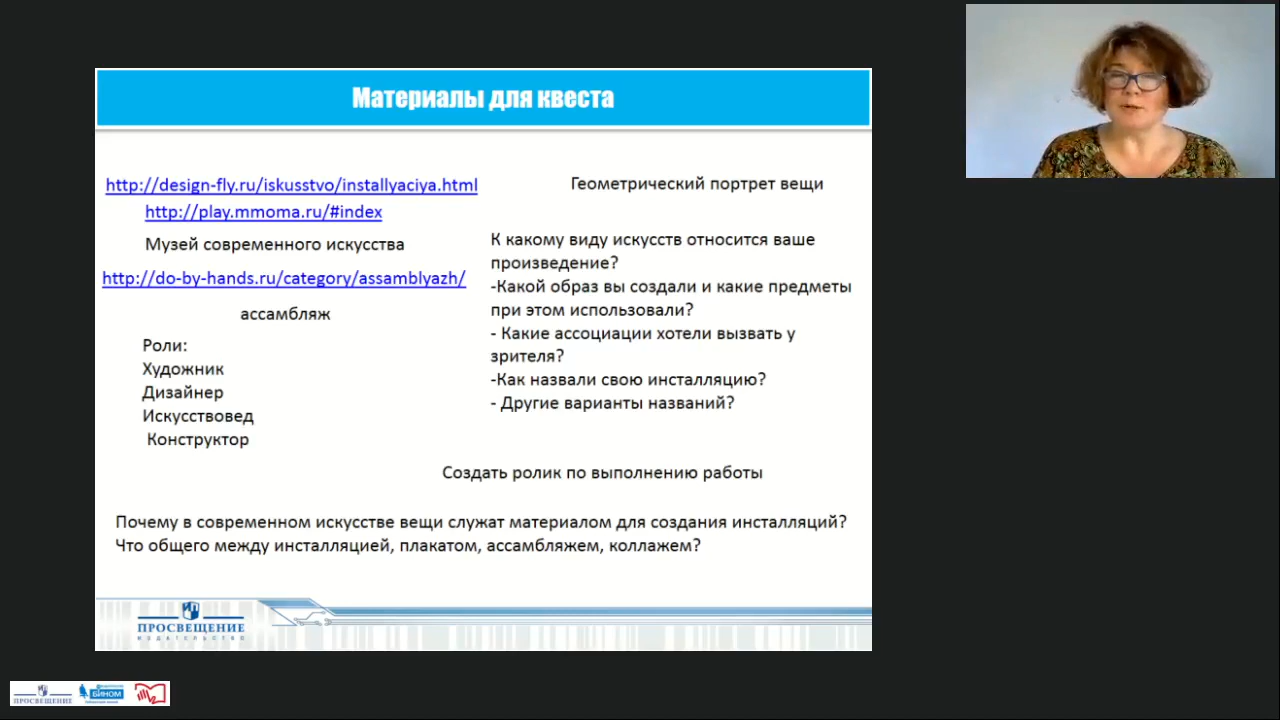 Материалы для квеста
http://design-fly.ru/iskusstvo/installyaciya.html
http://play.mmoma.ru/#index
Музей современного искусства
http://do-by-hands.ru/category/assamblyazh/
ассамбляж
Роли:
Художник
Дизайнер
Искусствовед
Конструктор
Геометрический портрет вещи
К какому виду искусств относится ваше
произведение?
-Какой образ вы создали и какие предметы
при этом использовали?
- Какие ассоциации хотели вызвать у
зрителя?
-Как назвали свою инсталляцию?
- Другие варианты названий?
Создать ролик по выполнению работы
Почему в современном искусстве вещи служат материалом для создания инсталляций?
Что общего между инсталляцией, плакатом, ассамбляжем, коллажем?
ПРОСВЕЩЕНИЕ
ИЗДАТЕЛЬСТВО
ПРОСВЕЩЕНИЕ
БИНОМ